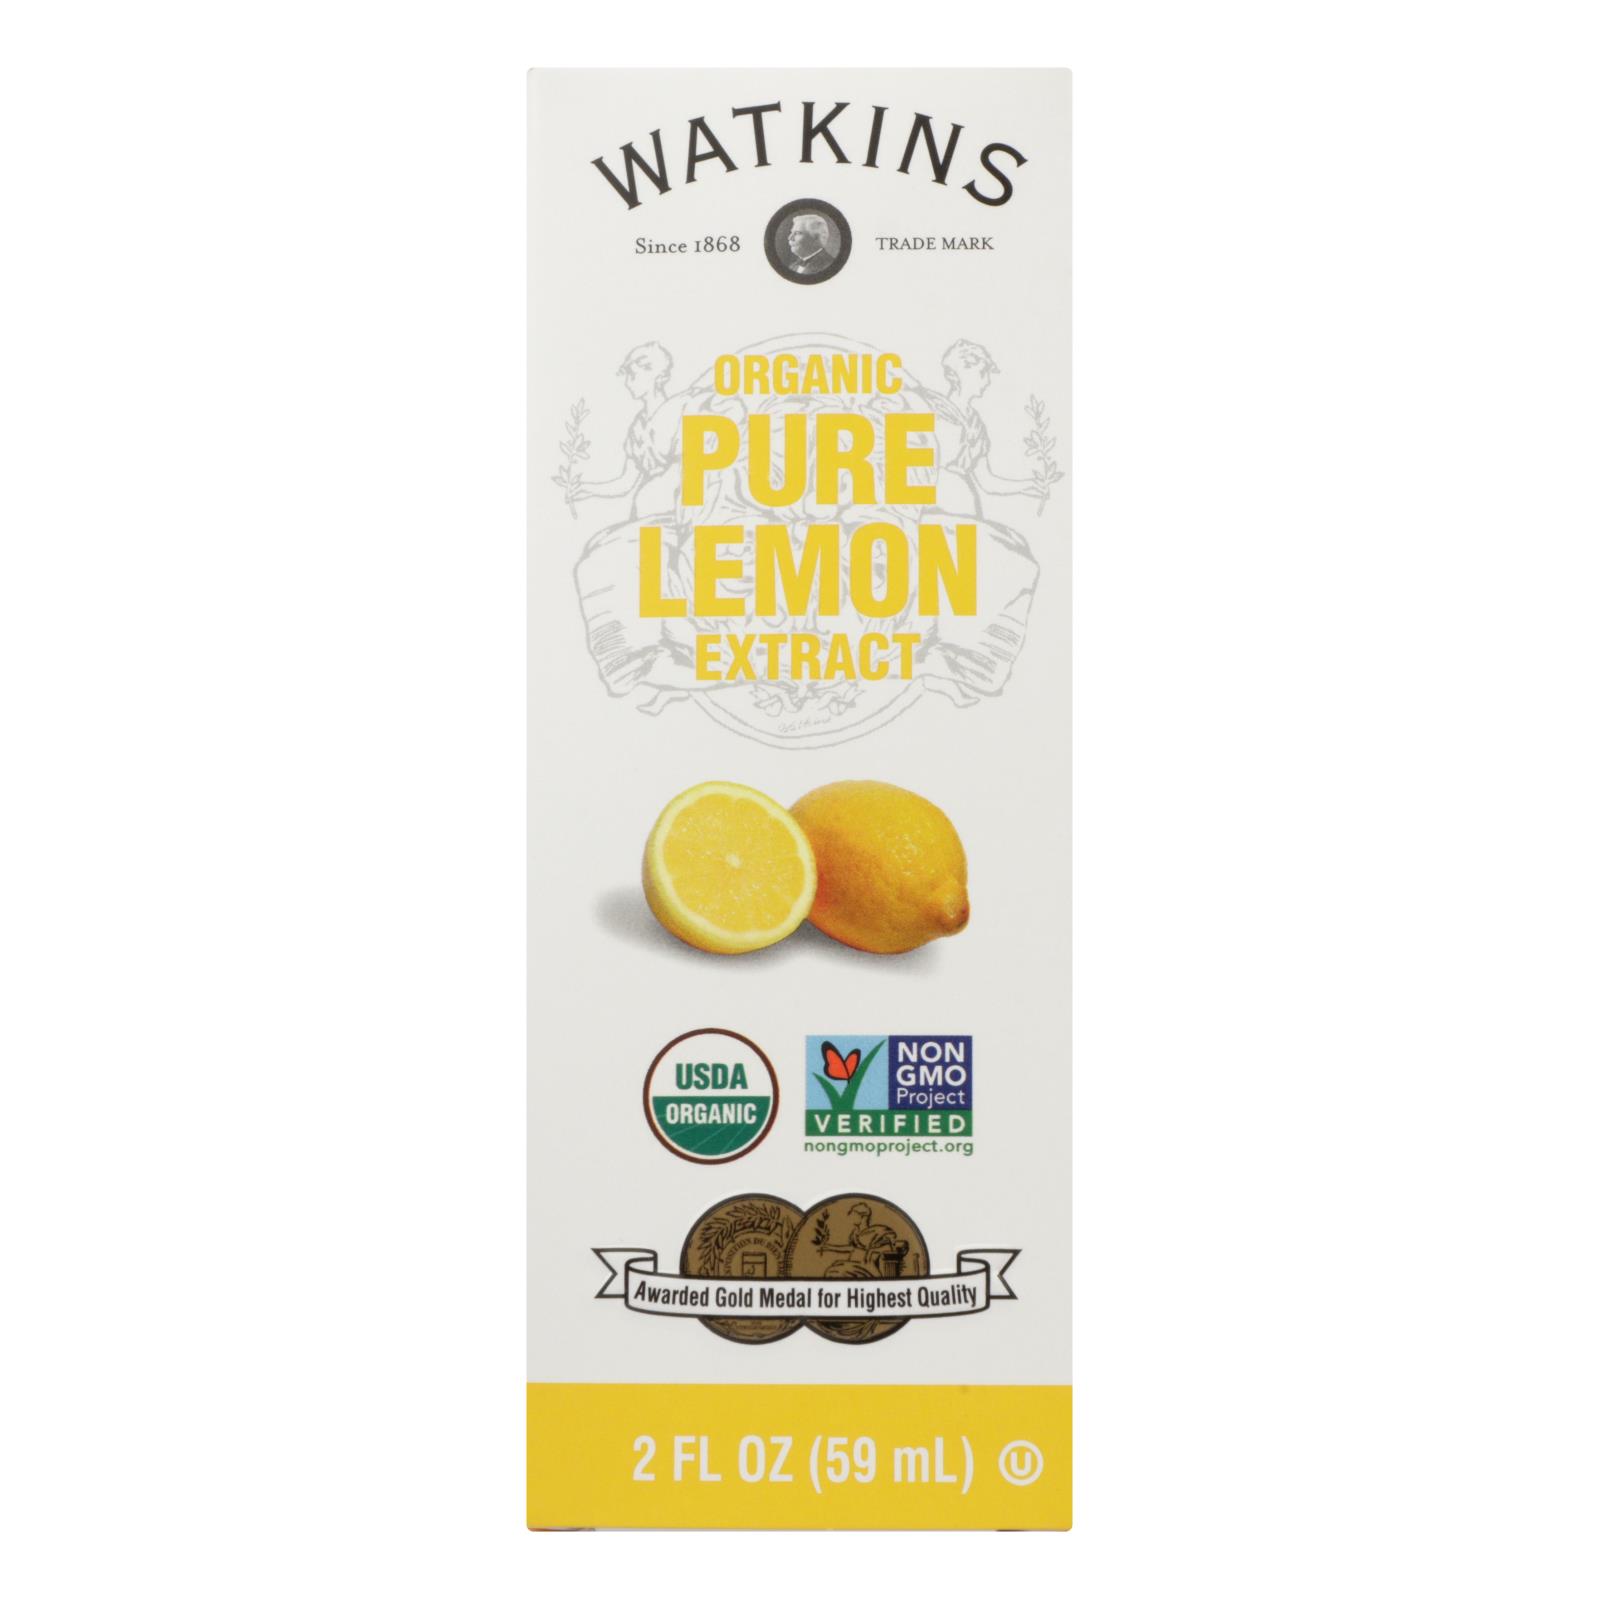 WATKINS
Since 1868
TRADE MARK
ORGANIC
PURE
LEMON
EXTRACT
Watkins
USDA
ORGANIC
NON
GMO
Project
VERIFIED
nongmoproject.org
Awarded Gold Medal for Highest Quality
2 FL OZ (59 mL) U